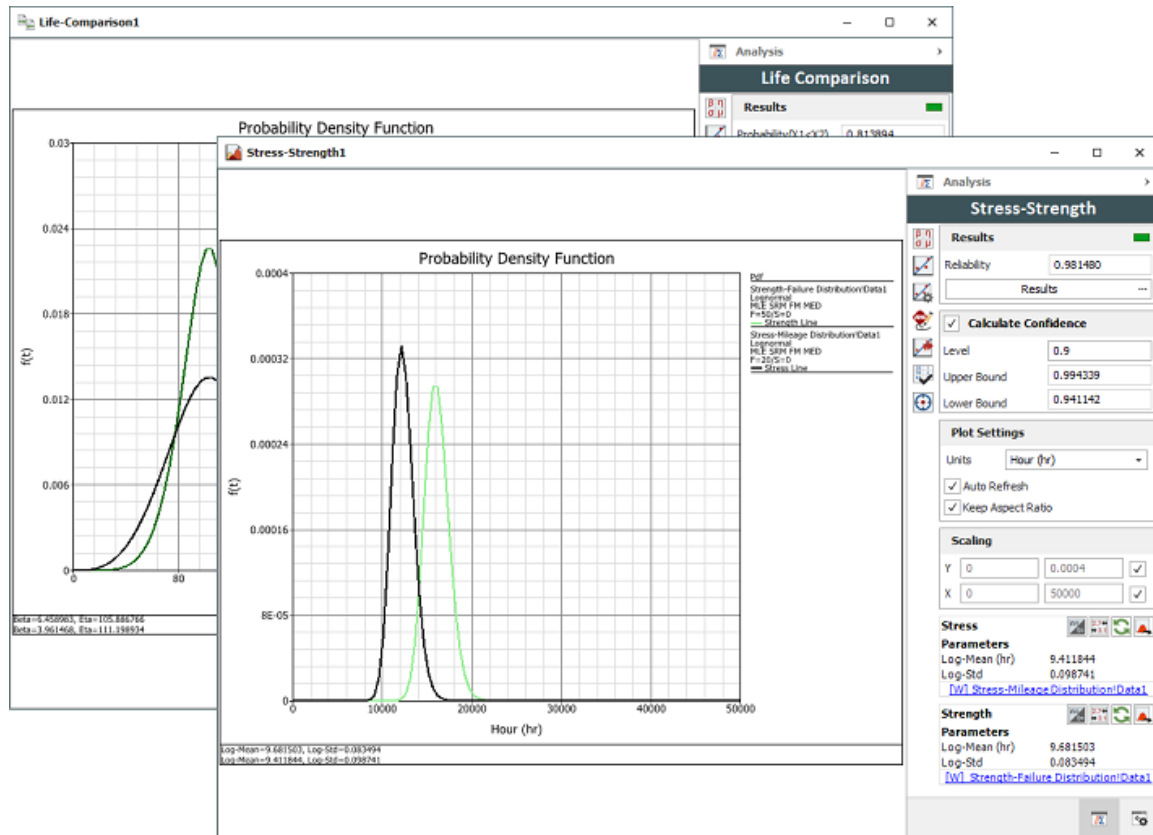 Life-Comparison1
Analysis
Life Comparison
Results
Probability[X1<X2] 0.813894
Probability Density Function
0.03
0.024
0.018
0.012
0.006
0
f(t)
0
80
Beta=6.458983, Eta=105.886766
Beta=3.961468, Eta=111.198934
Stress-Strength1
Probability Density Function
0.0004
0.00032
0.00024
0.00016
8E-05
0
f(t)
0
10000
20000
30000
40000
50000
Hour (hr)
Pdf
Strength-Failure Distribution\Data1
Lognormal
MLE SRM FM MED
F=50/S=0
Strength Line
Stress-Mileage Distribution\Data1
Lognormal
MLE SRM FM MED
F=20/S=0
Stress Line
Log-Mean=9.681503, Log-Std=0.083494
Log-Mean=9.411844, Log-Std=0.098741
Analysis
Stress-Strength
Results
Reliability 0.981480
Results ...
Calculate Confidence
Level 0.9
Upper Bound 0.994339
Lower Bound 0.941142
Plot Settings
Units Hour (hr)
Auto Refresh
Keep Aspect Ratio
Scaling
Y 0 0.0004
X 0 50000
Stress
Parameters
Log-Mean (hr) 9.411844
Log-Std 0.098741
[W] Stress-Mileage Distribution!Data1
Strength
Parameters
Log-Mean (hr) 9.681503
Log-Std 0.083494
[W] Strength-Failure Distribution!Data1